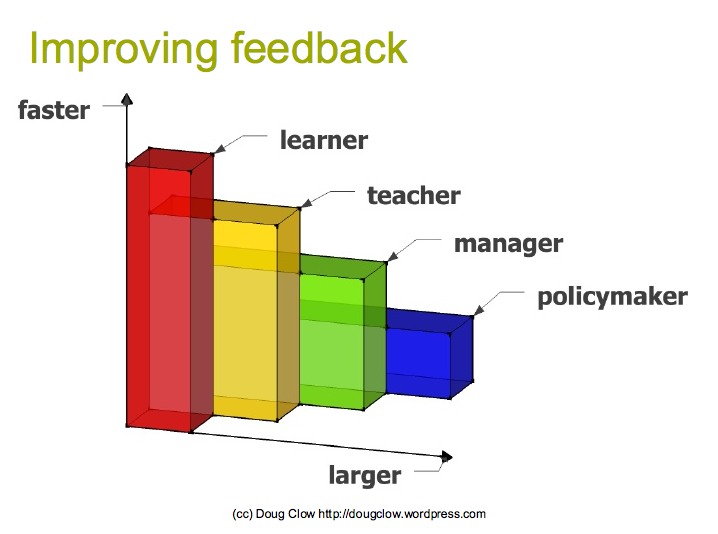 Improving feedback
faster
learner
teacher
manager
policymaker
larger
(cc) Doug Clow http://dougclow.wordpress.com